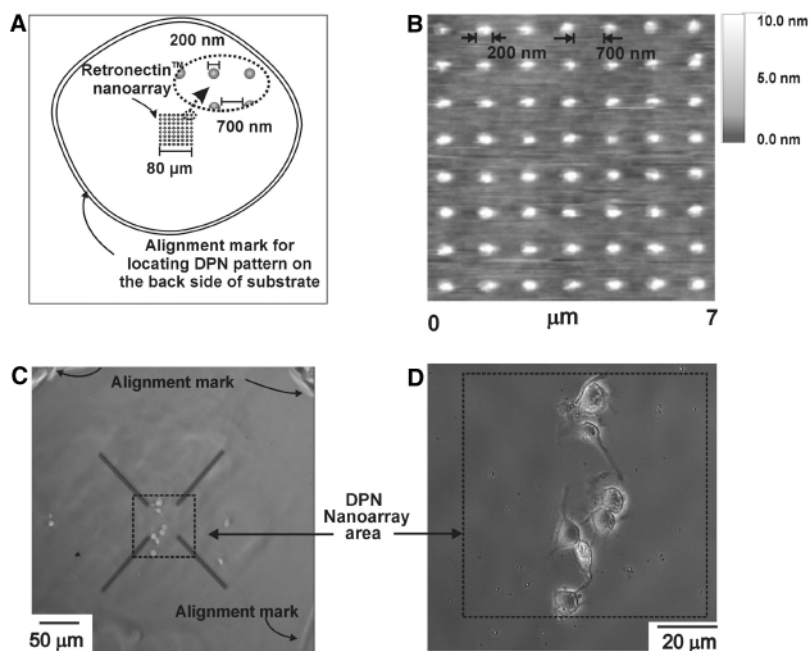 A
200 nm
Retronectin™
nanoarray
700 nm
80 μm
Alignment mark for
locating DPN pattern on
the back side of substrate
B
200 nm
700 nm
10.0 nm
5.0 nm
0.0 nm
0
μm
7
C
Alignment mark
Alignment mark
50 μm
DPN
Nanoarray
area
D
20 μm